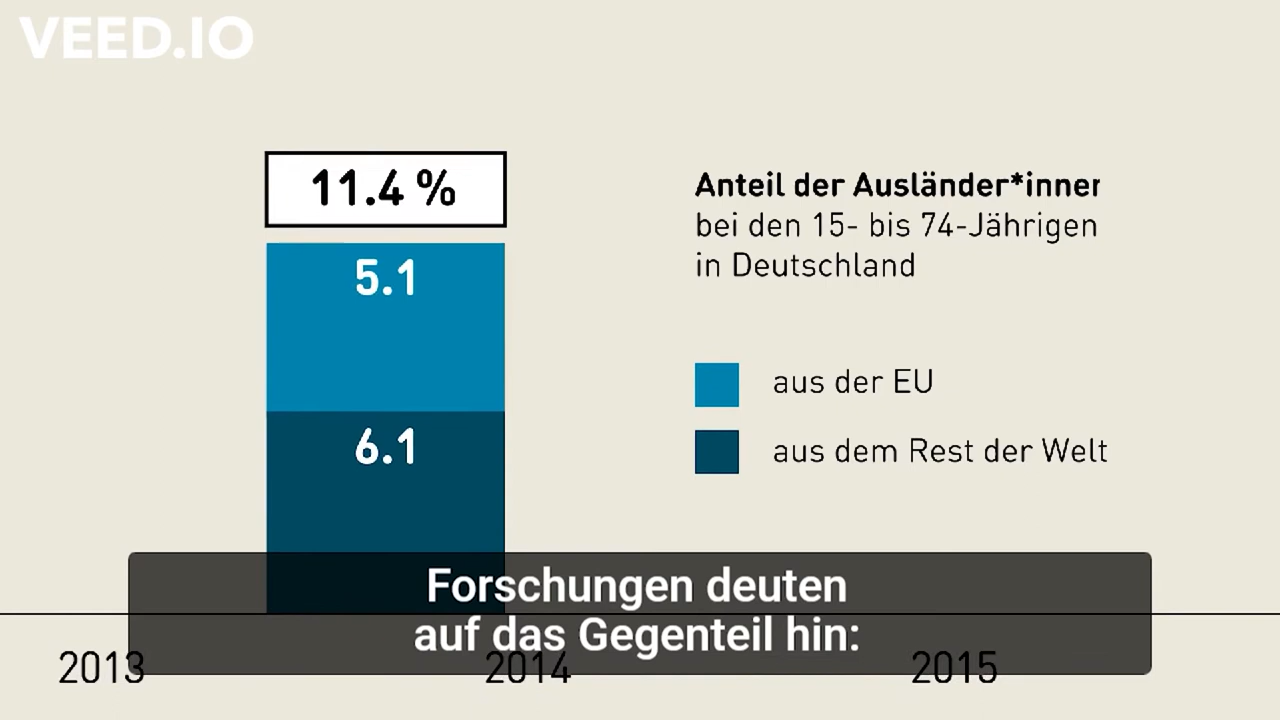 VEED.IO
11.4 %
5.1
6.1
Anteil der Ausländer*inner
bei den 15- bis 74-Jährigen
in Deutschland
aus der EU
aus dem Rest der Welt
Forschungen deuten
auf das Gegenteil hin:
2013 2014 2015